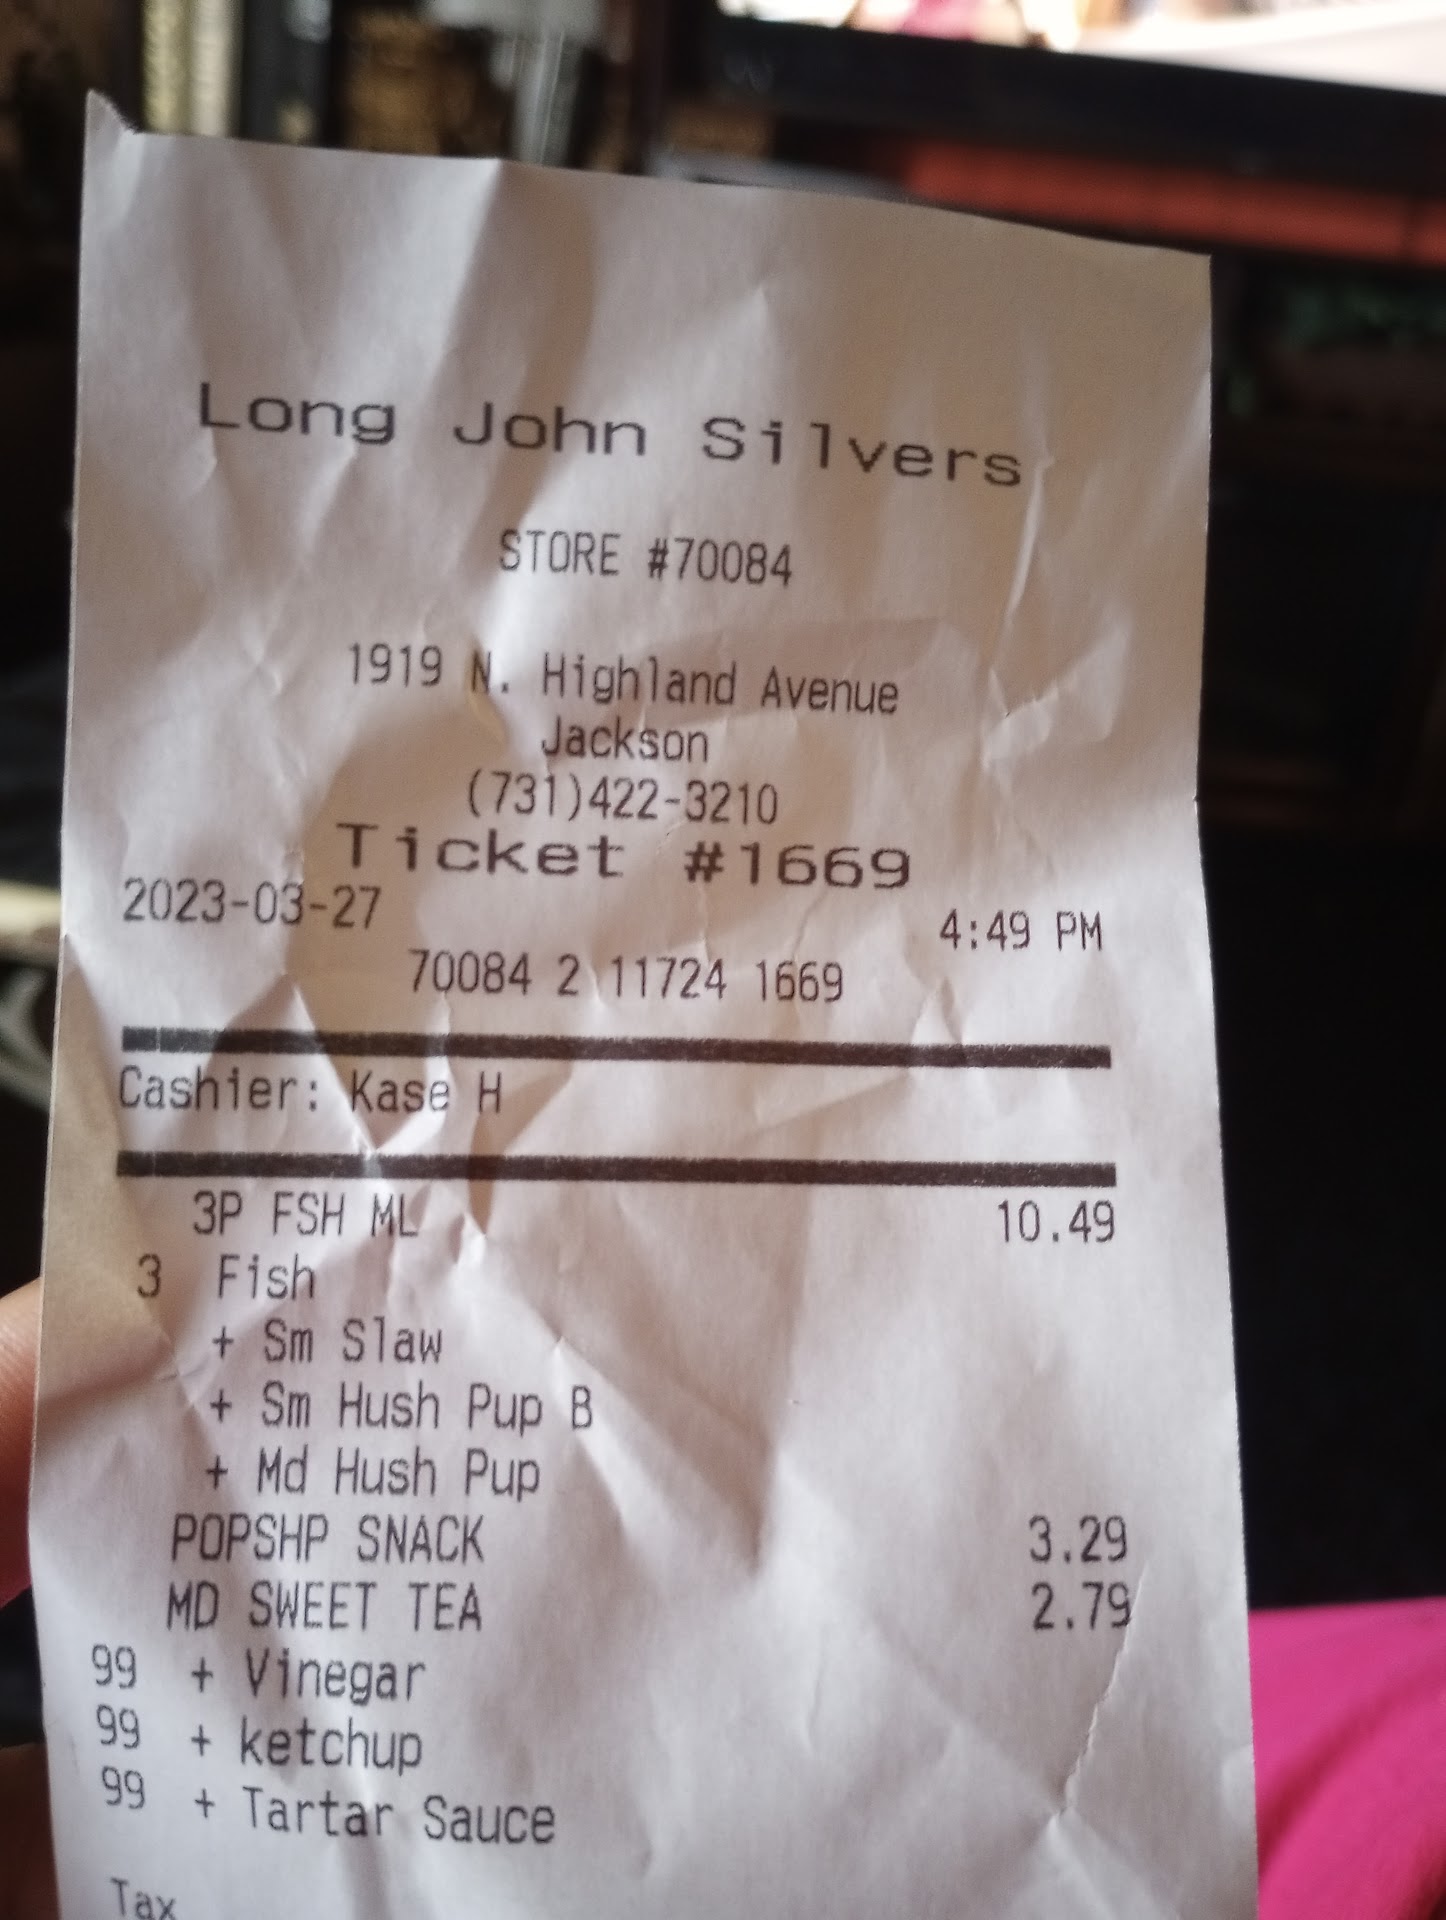 Long John Silvers
STORE #70084
1919 N. Highland Avenue
Jackson
(731)422-3210
Ticket #1669
2023-03-27 4:49 PM
70084 2 11724 1669
Cashier: Kase H
3P FSH ML 10.49
3 Fish
+ Sm Slaw
+ Sm Hush Pup B
+ Md Hush Pup
POPSHP SNACK 3.29
MD SWEET TEA 2.79
99 + Vinegar
99 + ketchup
99 + Tartar Sauce
Tax